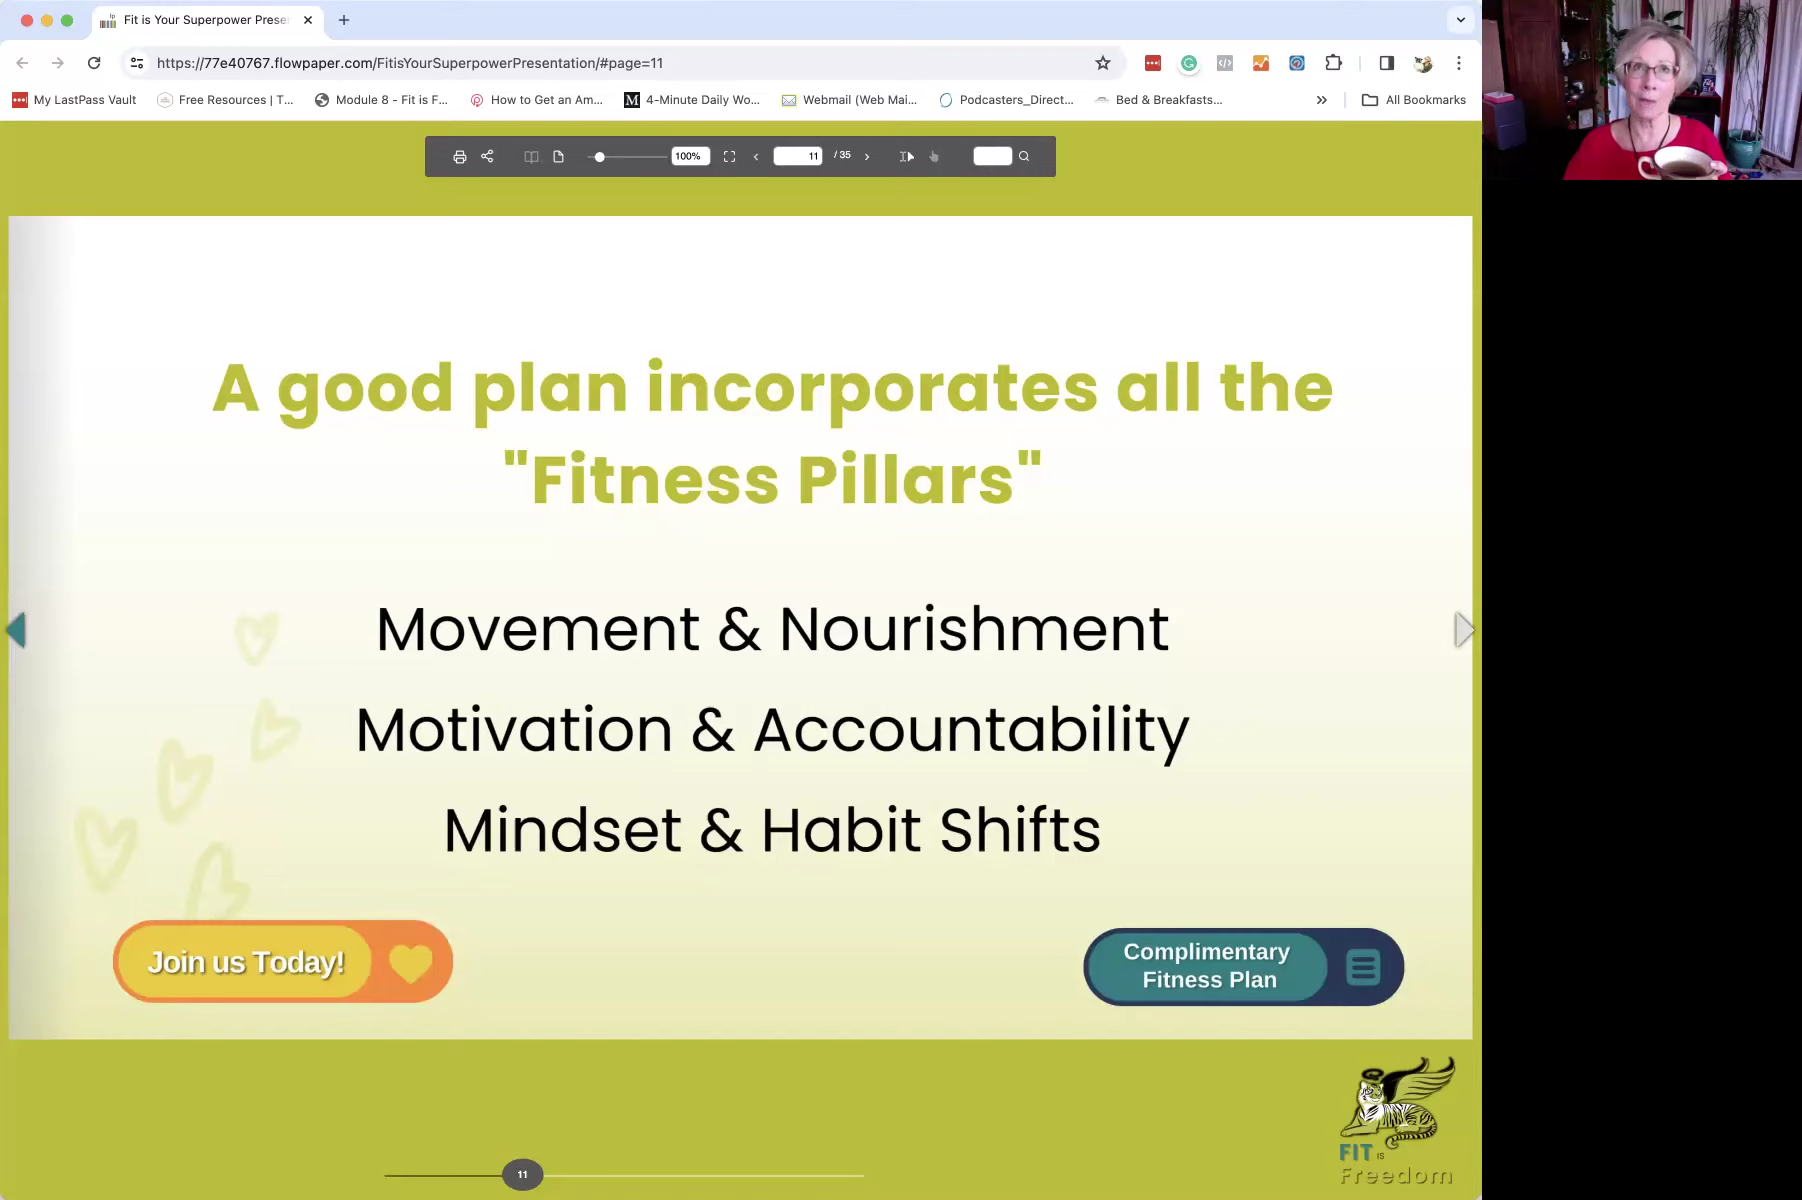 Fit is Your Superpower Prese
https://77e40767.flowpaper.com/FitisYourSuperpowerPresentation/#page=11
My LastPass Vault
Free Resources | T...
Module 8 - Fit is F...
How to Get an Am...
4-Minute Daily Wo...
Webmail (Web Mai...
Podcasters_Direct...
Bed & Breakfasts...
All Bookmarks
100%
11 / 35
A good plan incorporates all the
"Fitness Pillars"
Movement & Nourishment
Motivation & Accountability
Mindset & Habit Shifts
Join us Today!
Complimentary
Fitness Plan
FIT IS
Freedom
11